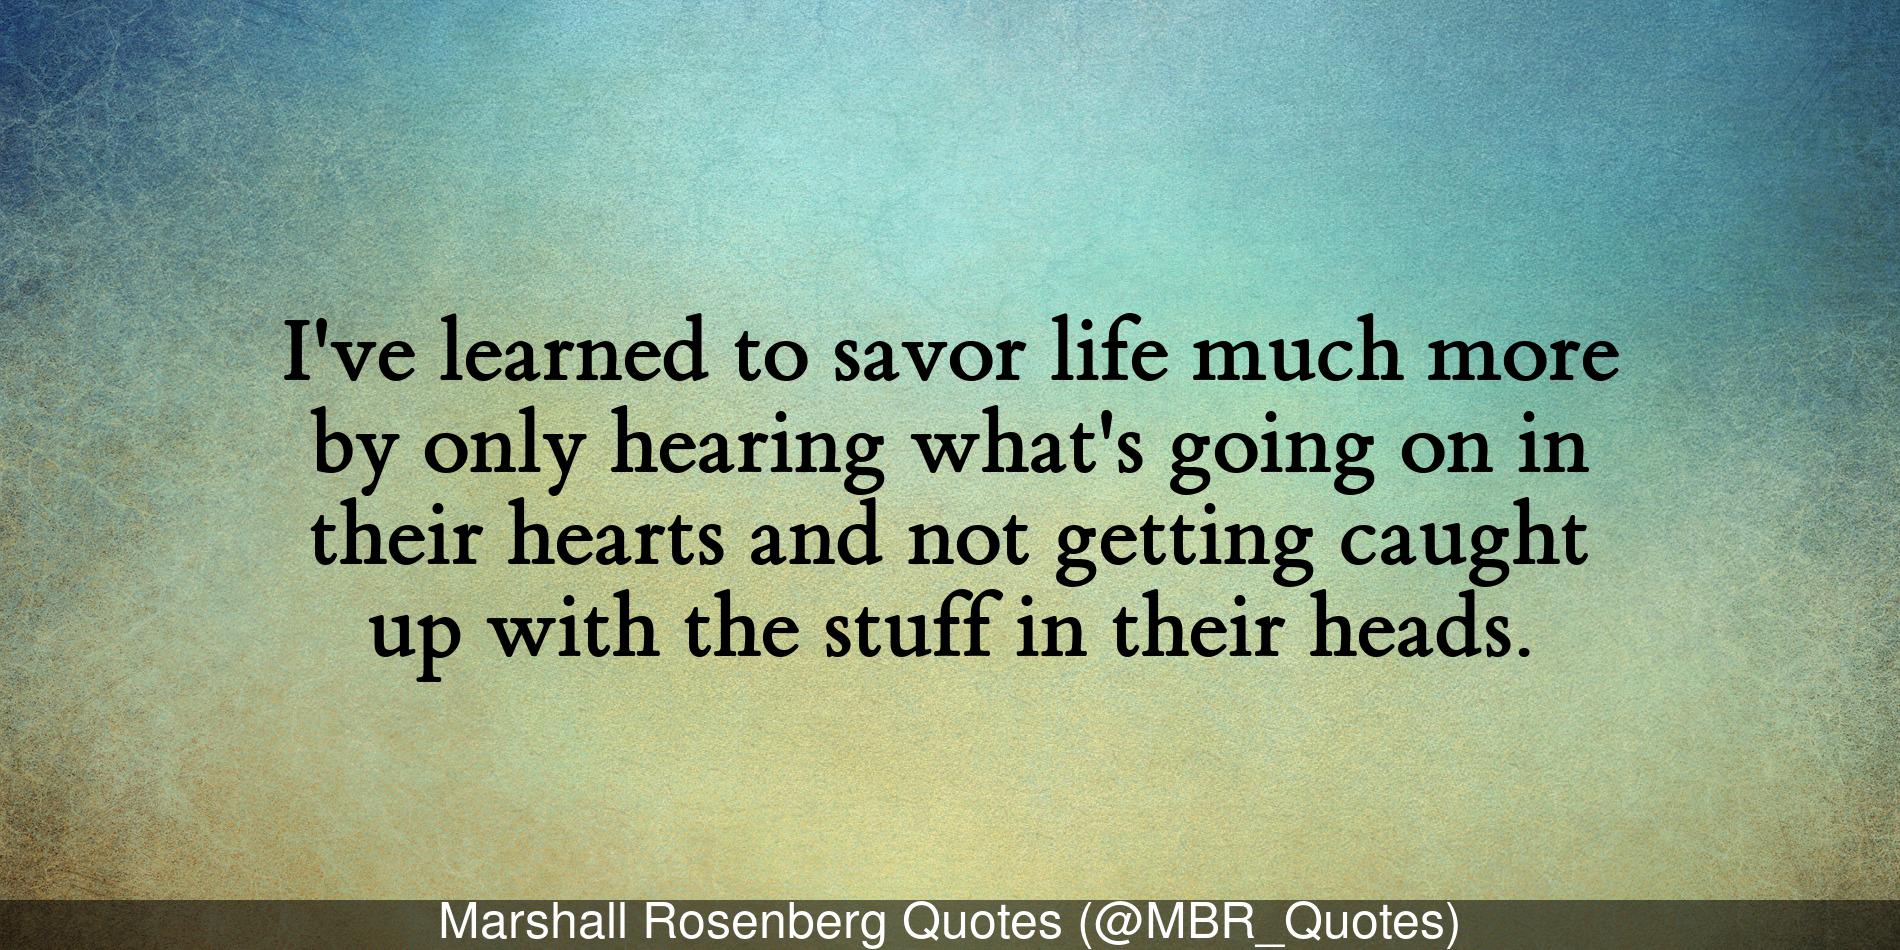 I've learned to savor life much more
by only hearing what's going on in
their hearts and not getting caught
up with the stuff in their heads.
Marshall Rosenberg Quotes (@MBR_Quotes)